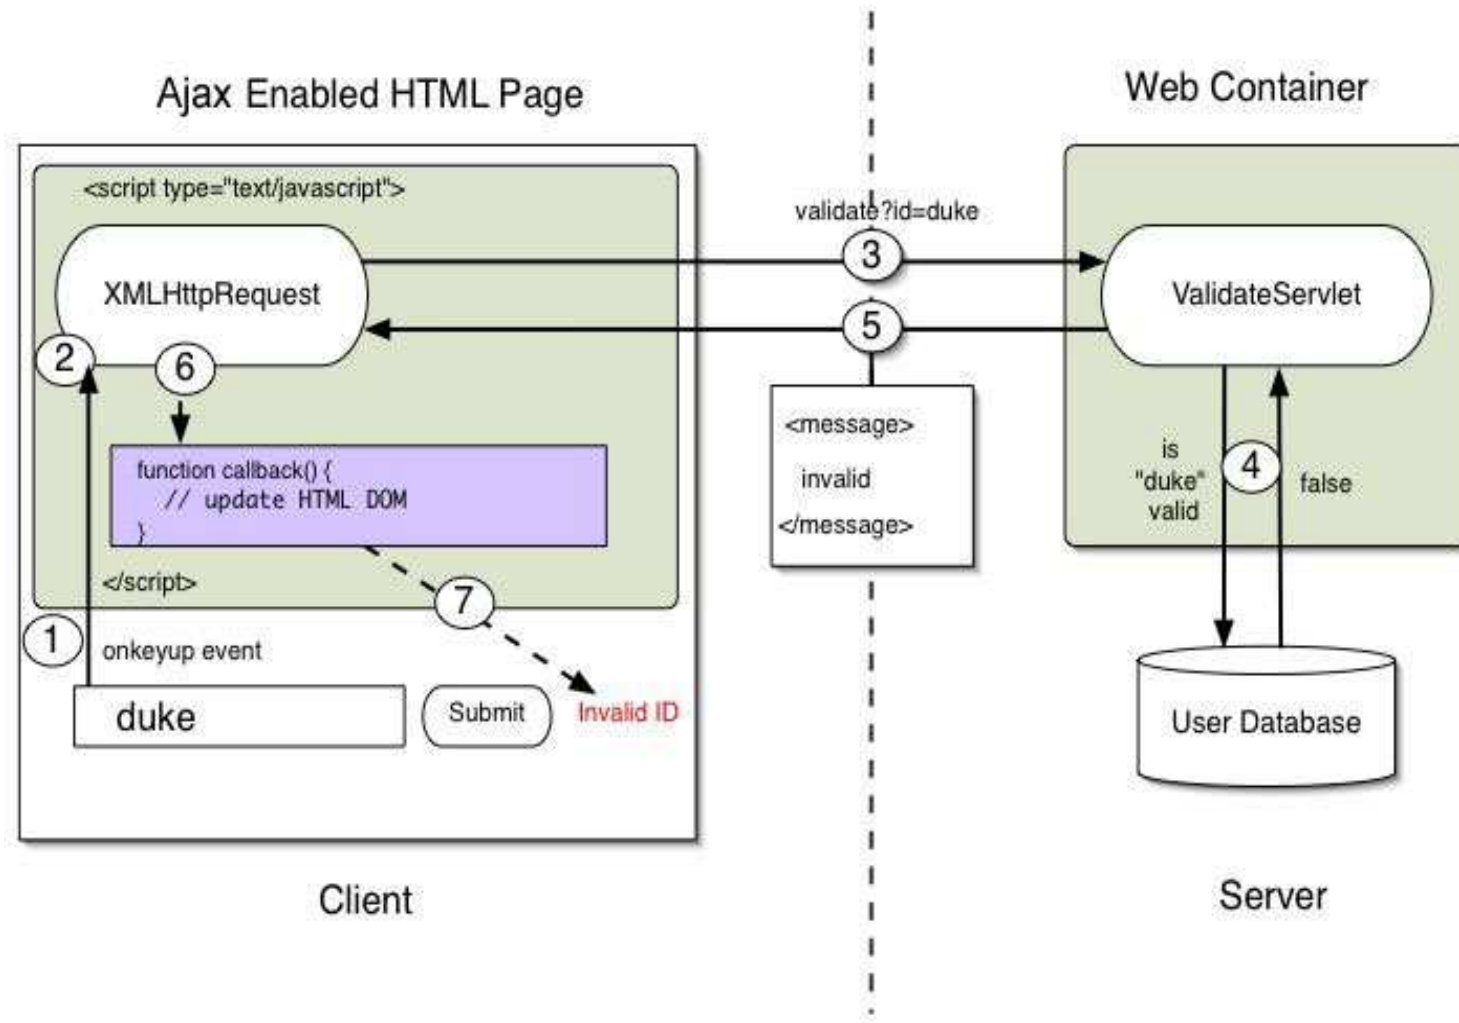 Ajax Enabled HTML Page
Web Container
<script type="text/javascript">
validate?id=duke
3
XMLHttpRequest
ValidateServlet
5
2
6
<message>
invalid
</message>
is
"duke"
valid
4
false
function callback() {
// update HTML DOM
}
</script>
7
1
onkeyup event
duke
Submit
Invalid ID
User Database
Client
Server